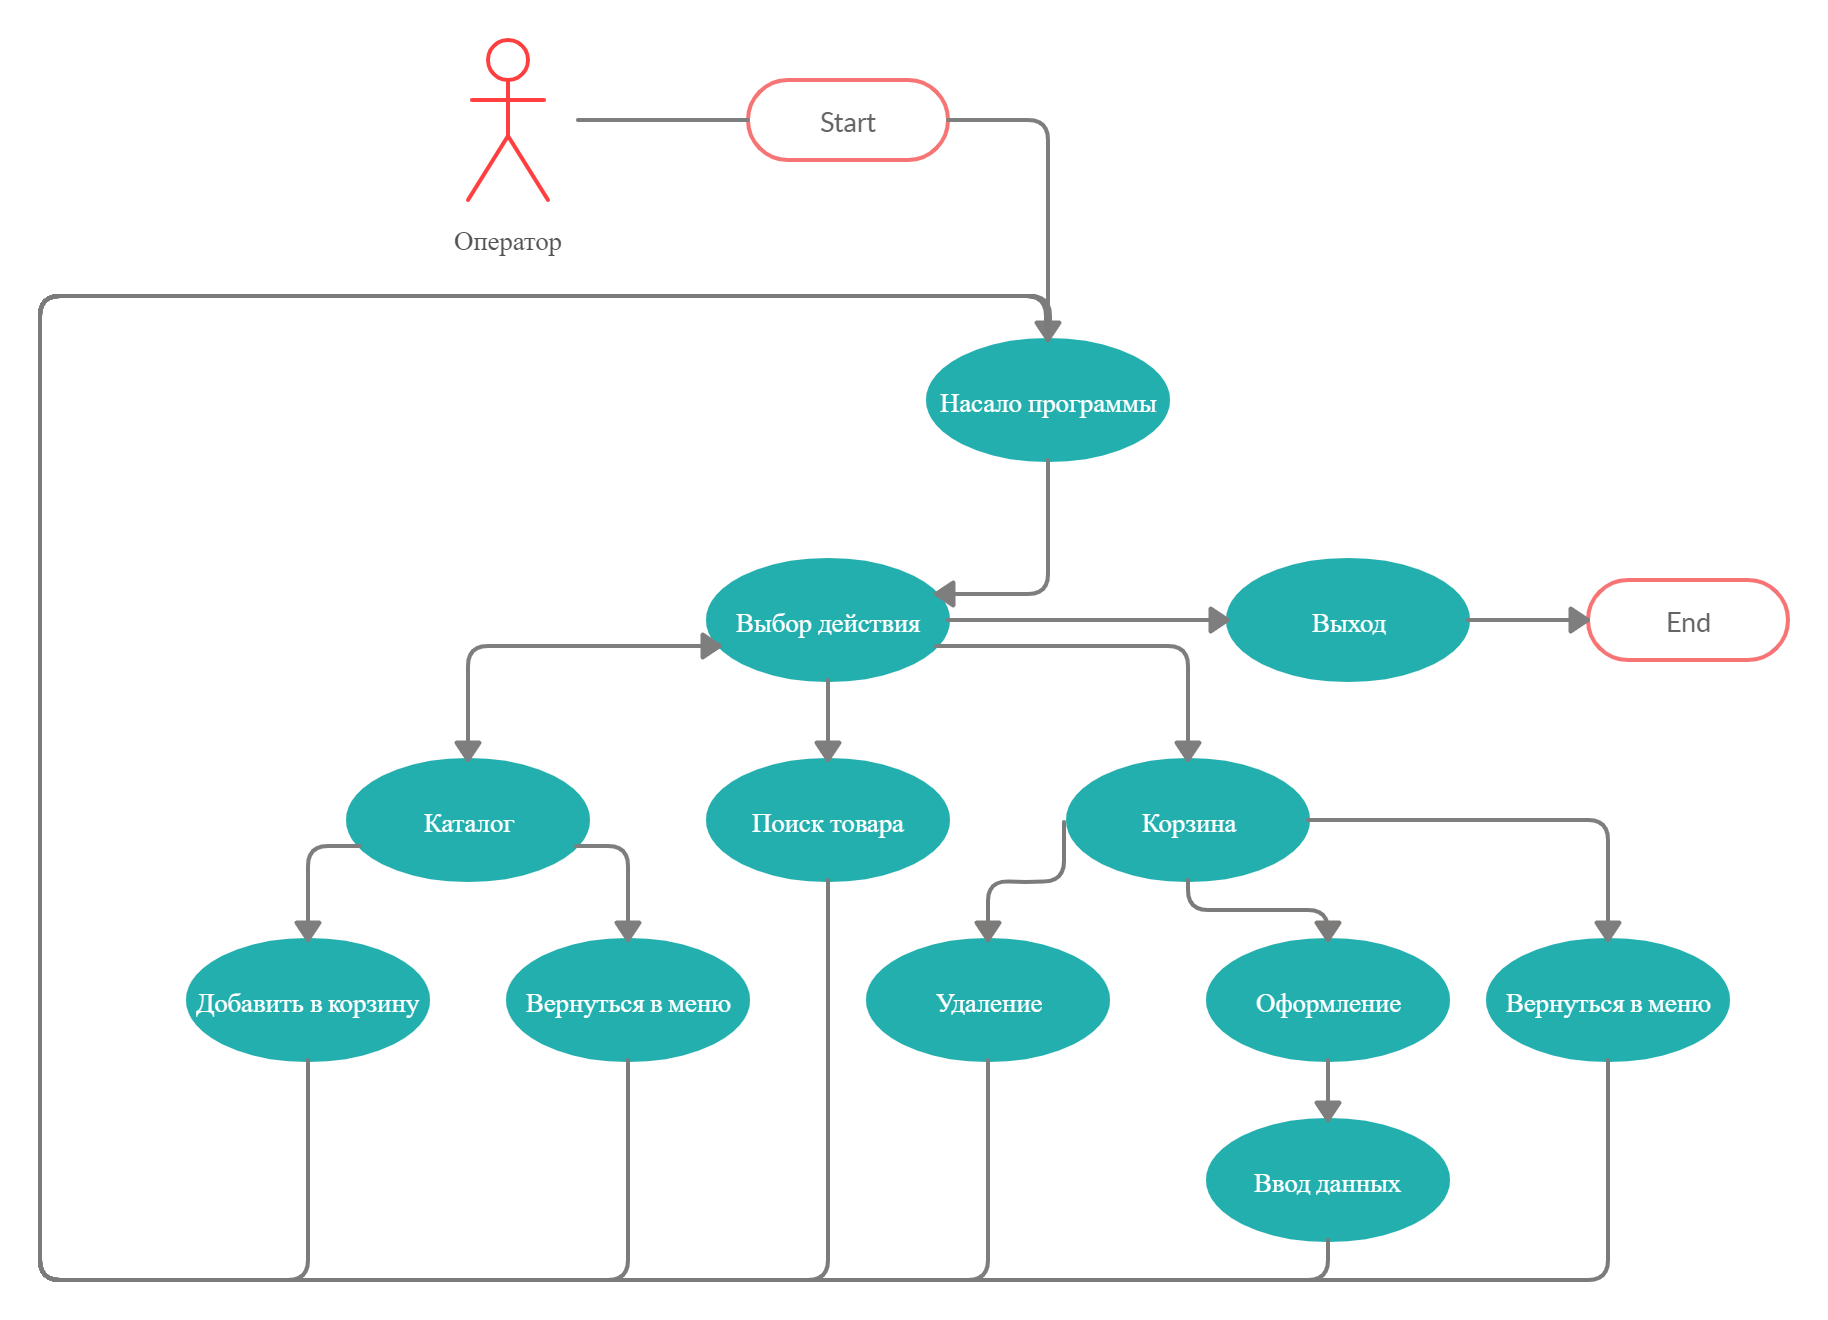 Start
Оператор
Насало программы
Выбор действия
Выход
End
Каталог
Поиск товара
Корзина
Добавить в корзину
Вернуться в меню
Удаление
Оформление
Вернуться в меню
Ввод данных